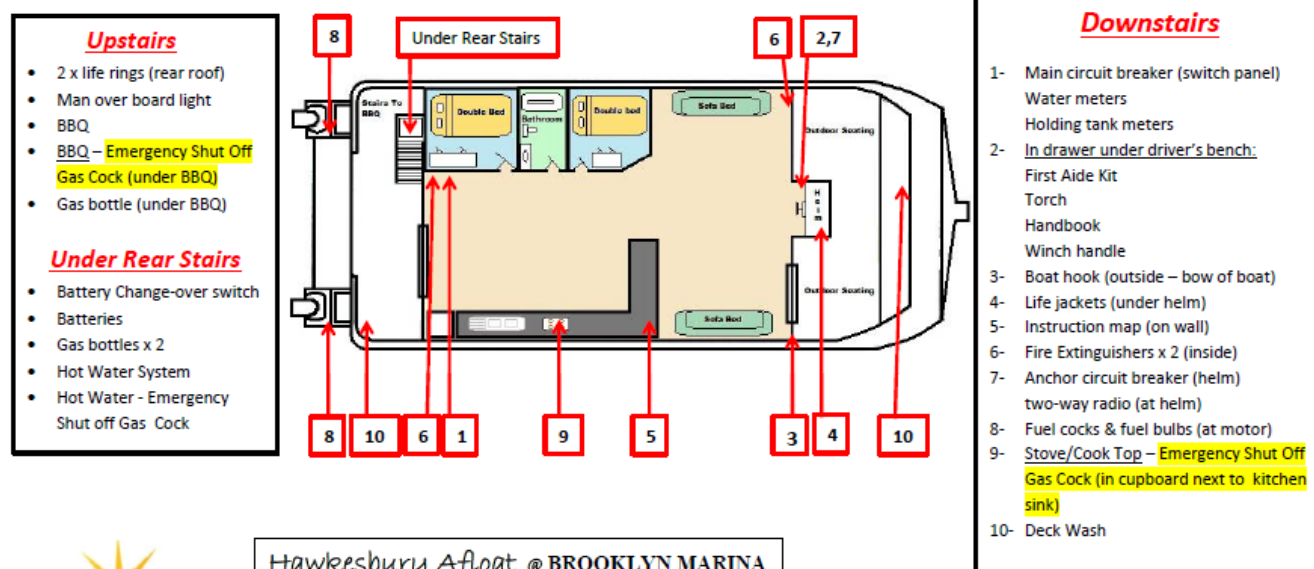 Upstairs
• 2 x life rings (rear roof)
• Man over board light
• BBQ
• BBQ – Emergency Shut Off
Gas Cock (under BBQ)
• Gas bottle (under BBQ)
Under Rear Stairs
• Battery Change-over switch
• Batteries
• Gas bottles x 2
• Hot Water System
• Hot Water - Emergency
Shut off Gas Cock
8
Under Rear Stairs
6
2,7
Stairs To
BBQ
Double Bed
Bathroom
Double bed
Sofa Bed
Outdoor Seating
Helm
Outdoor Seating
Sofa Bed
8
10
6
1
9
5
3
4
10
Downstairs
1- Main circuit breaker (switch panel)
Water meters
Holding tank meters
2- In drawer under driver's bench:
First Aide Kit
Torch
Handbook
Winch handle
3- Boat hook (outside – bow of boat)
4- Life jackets (under helm)
5- Instruction map (on wall)
6- Fire Extinguishers x 2 (inside)
7- Anchor circuit breaker (helm)
two-way radio (at helm)
8- Fuel cocks & fuel bulbs (at motor)
9- Stove/Cook Top – Emergency Shut Off
Gas Cock (in cupboard next to kitchen
sink)
10- Deck Wash
Hawkesbury Afloat @ BROOKLYN MARINA